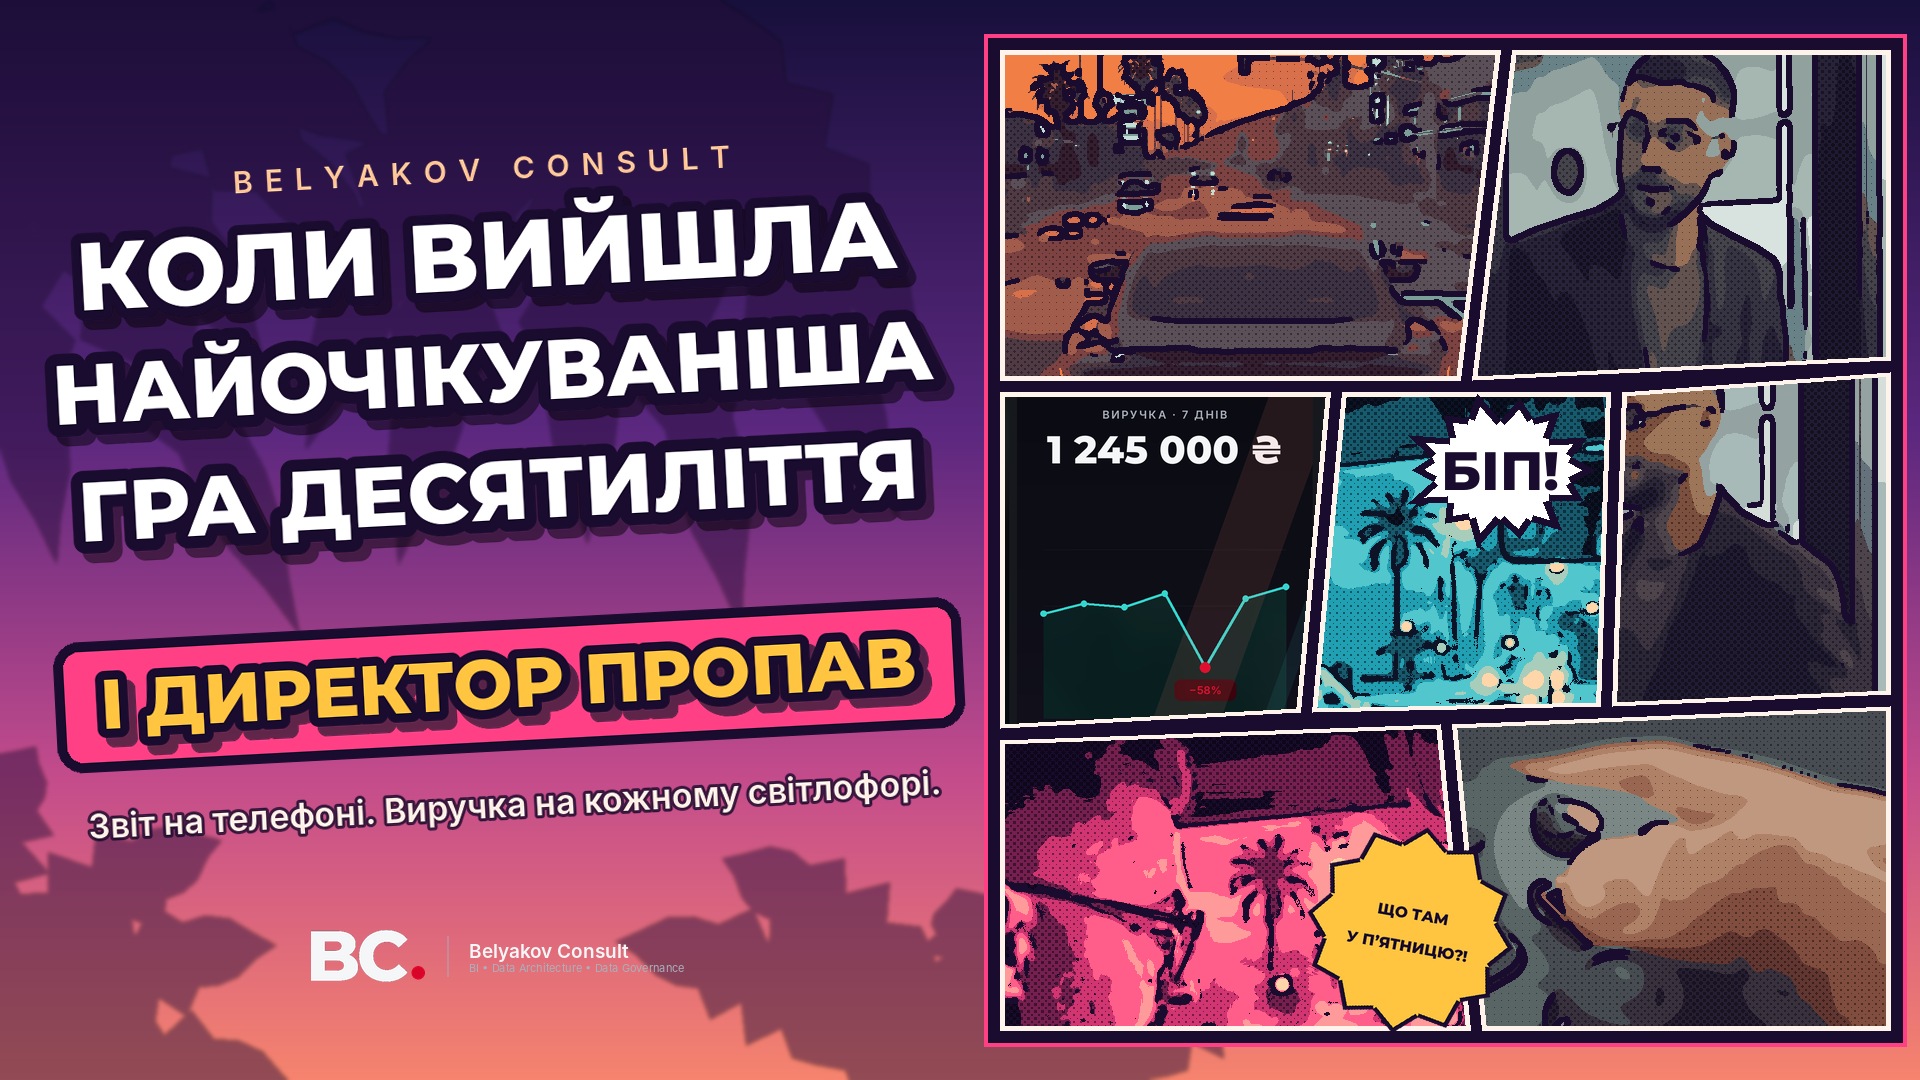 BELYAKOV CONSULT
КОЛИ ВИЙШЛА
НАЙОЧІКУВАНІША
ГРА ДЕСЯТИЛІТТЯ
І ДИРЕКТОР ПРОПАВ
Звіт на телефоні. Виручка на кожному світлофорі.
BC.
Belyakov Consult
BI • Data Architecture • Data Governance
ВИРУЧКА · 7 ДНІВ
1 245 000 ₴
−58%
БІП!
ЩО ТАМ
У П'ЯТНИЦЮ?!